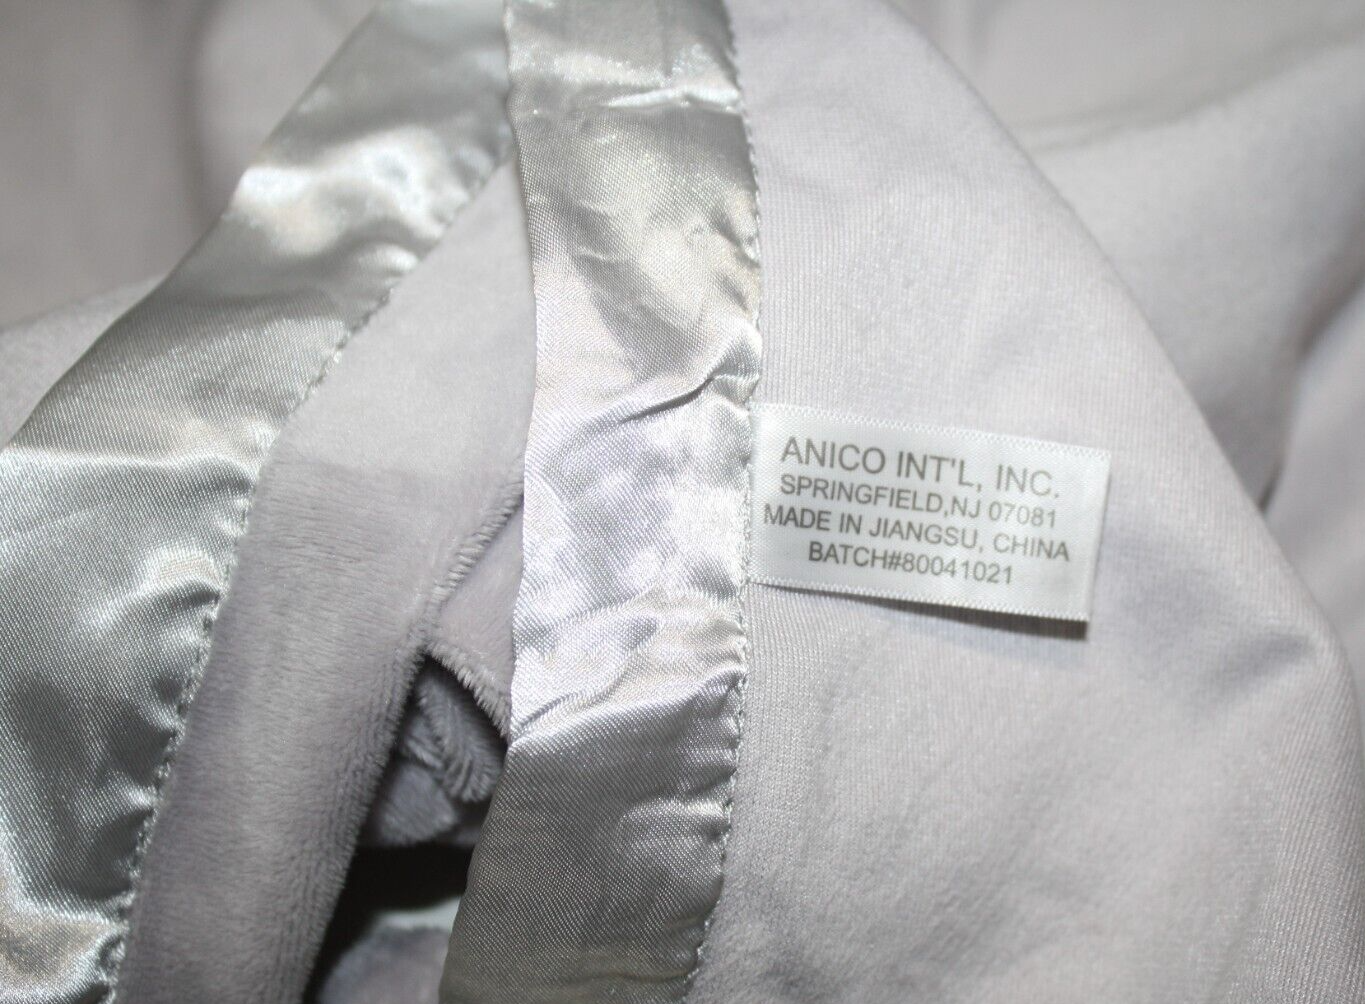 ANICO INT'L, INC.
SPRINGFIELD,NJ 07081
MADE IN JIANGSU, CHINA
BATCH#80041021